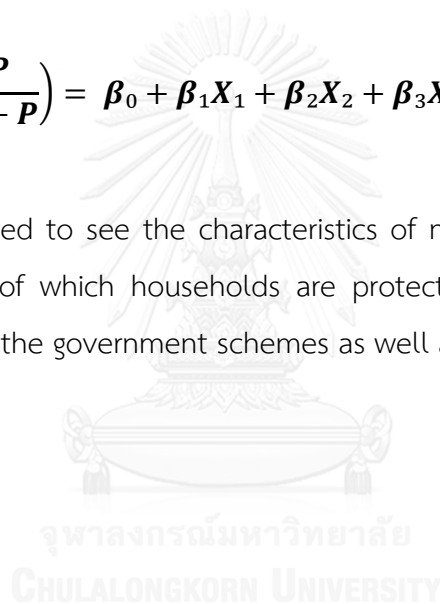 P
− P) = β₀ + β₁X₁ + β₂X₂ + β₃X
ed to see the characteristics of
of which households are protect
the government schemes as well
จุฬาลงกรณ์มหาวิทยาลัย
CHULALONGKORN UNIVERSITY